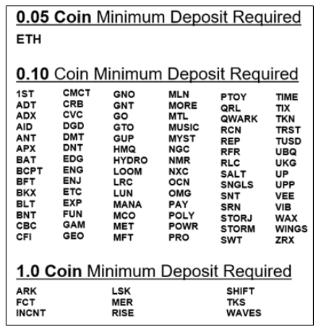 0.05 Coin Minimum Deposit Required
ETH
0.10 Coin Minimum Deposit Required
1ST CMCT GNO MLN PTOY TIME
ADT CRB GNT MORE QRL TIX
ADX CVC GO MTL QWARK TKN
AID DGD GTO MUSIC RCN TRST
ANT DMT GUP MYST REP TUSD
APX DNT HMQ NGC RFR UBQ
BAT EDG HYDRO NMR RLC UKG
BCPT ENG LOOM NXC SALT UP
BFT ENJ LRC OCN SNGLS UPP
BKX ETC LUN OMG SNT VEE
BLT EXP MANA PAY SRN VIB
BNT FUN MCO POLY STORJ WAX
CBC GAM MET POWR STORM WINGS
CFI GEO MFT PRO SWT ZRX
1.0 Coin Minimum Deposit Required
ARK LSK SHIFT
FCT MER TKS
INCNT RISE WAVES